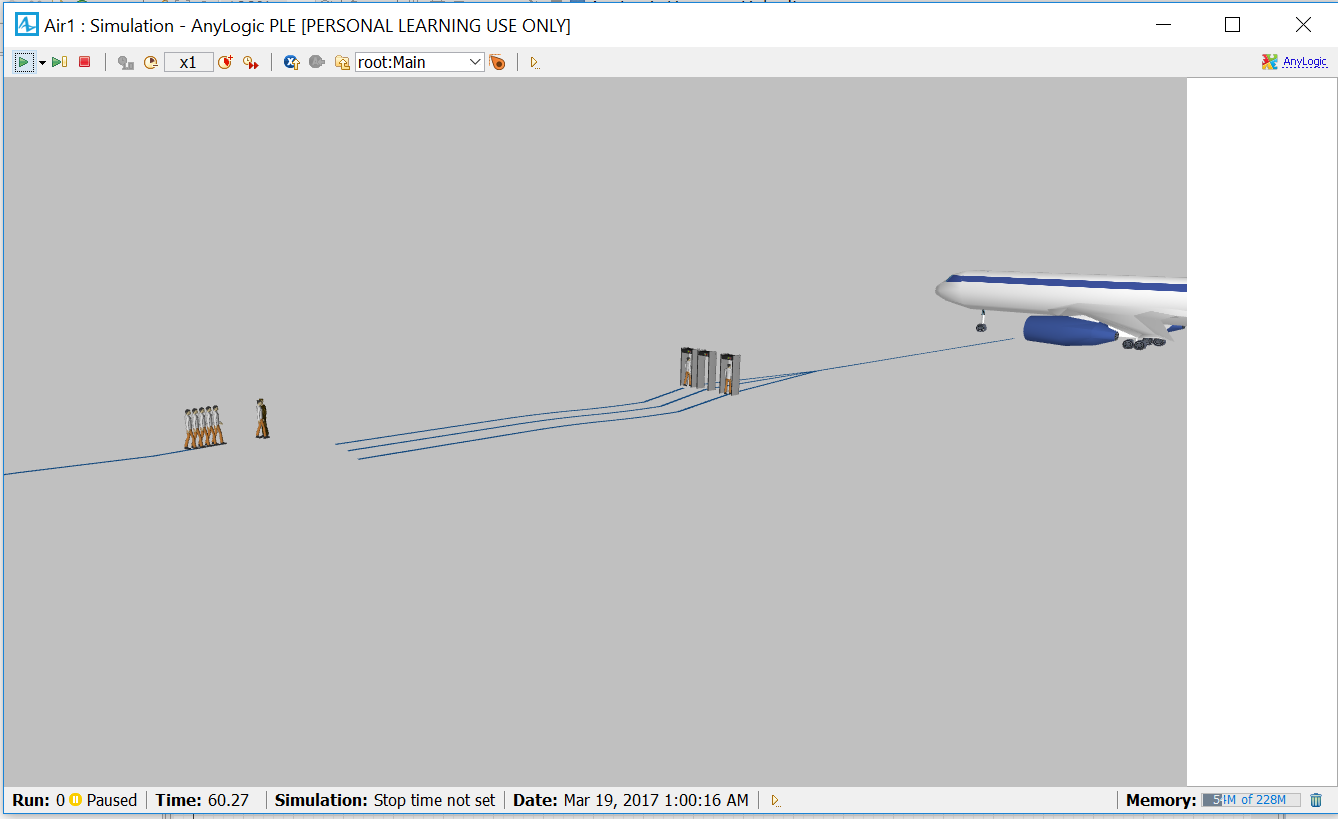 Air1 : Simulation - AnyLogic PLE [PERSONAL LEARNING USE ONLY]
x1 root:Main AnyLogic
Run: 0 Paused Time: 60.27 Simulation: Stop time not set Date: Mar 19, 2017 1:00:16 AM Memory: 54M of 228M